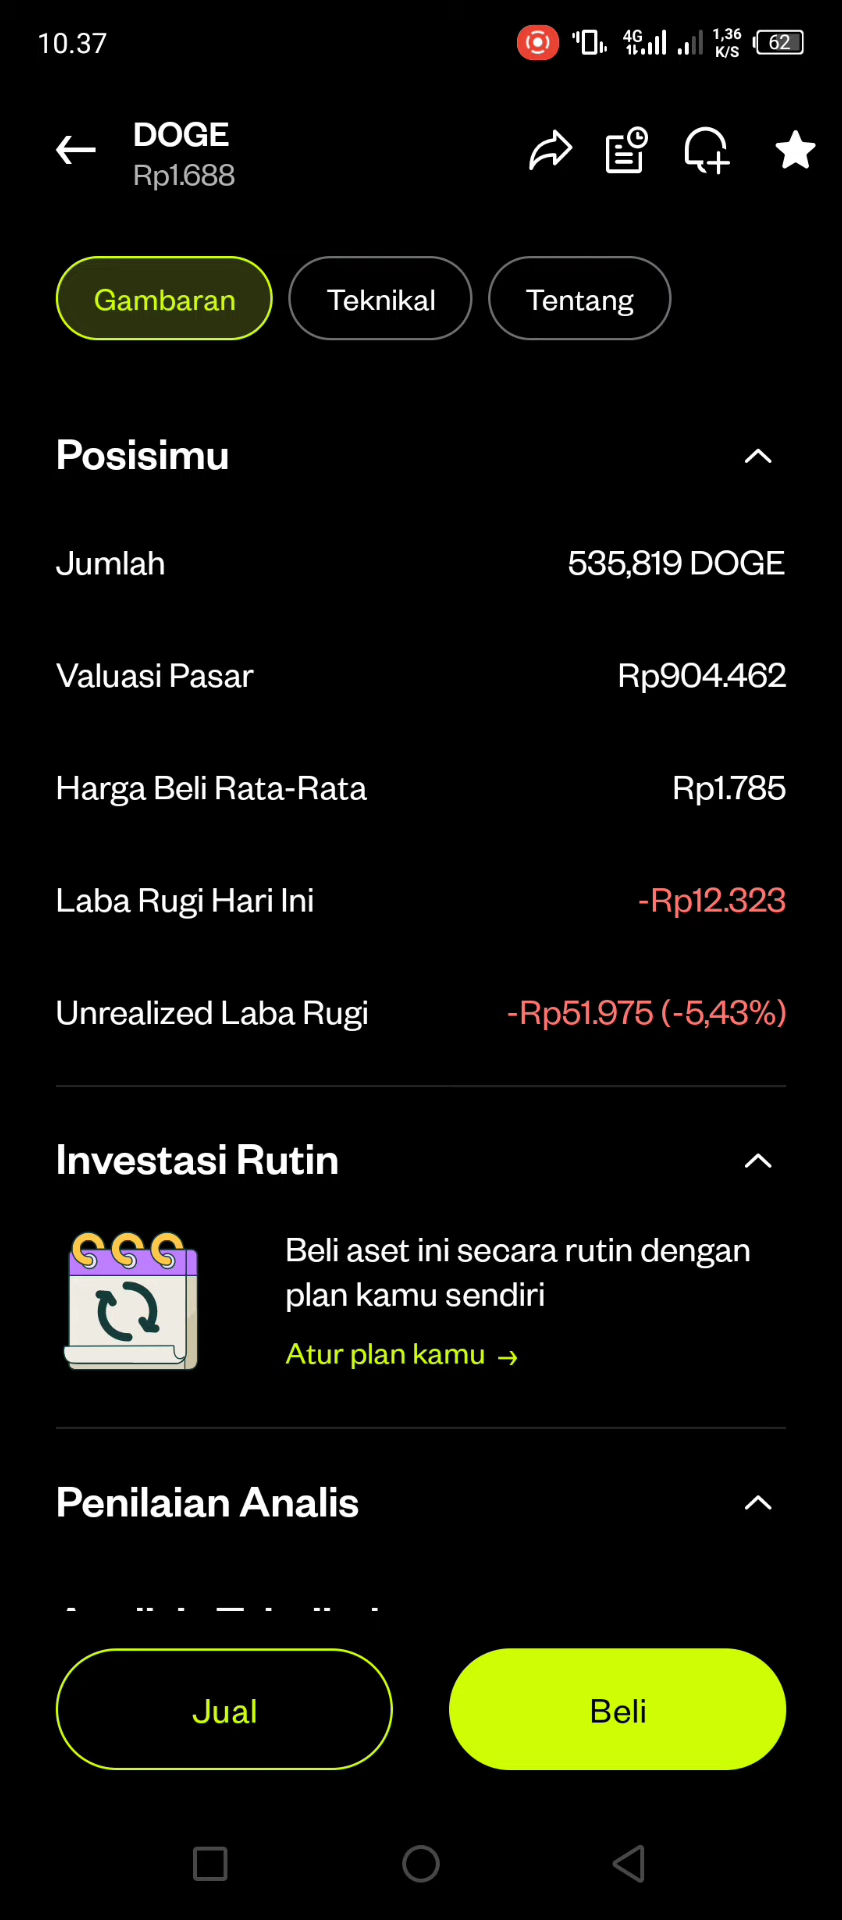 10.37
4G
1,36
K/S
62
DOGE
Rp1.688
Gambaran
Teknikal
Tentang
Posisimu
Jumlah
535,819 DOGE
Valuasi Pasar
Rp904.462
Harga Beli Rata-Rata
Rp1.785
Laba Rugi Hari Ini
-Rp12.323
Unrealized Laba Rugi
-Rp51.975 (-5,43%)
Investasi Rutin
Beli aset ini secara rutin dengan
plan kamu sendiri
Atur plan kamu →
Penilaian Analis
Jual
Beli